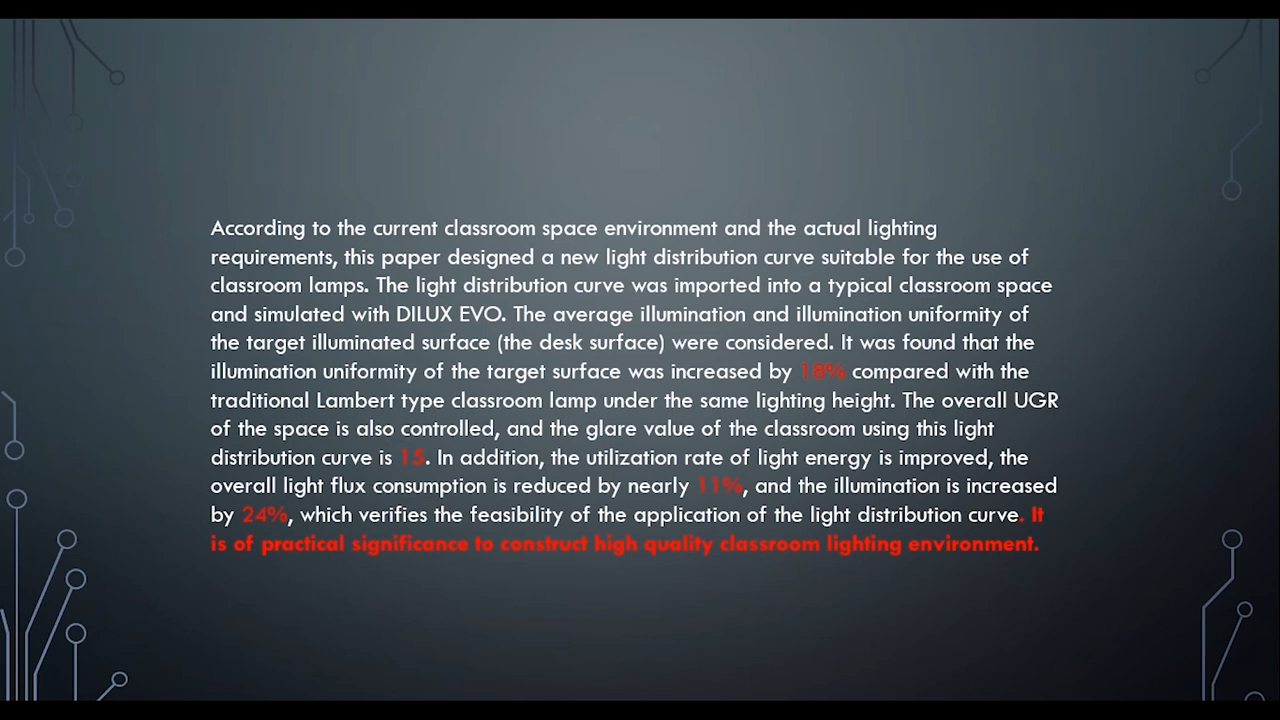 According to the current classroom space environment and the actual lighting
requirements, this paper designed a new light distribution curve suitable for the use of
classroom lamps. The light distribution curve was imported into a typical classroom space
and simulated with DILUX EVO. The average illumination and illumination uniformity of
the target illuminated surface (the desk surface) were considered. It was found that the
illumination uniformity of the target surface was increased by 18% compared with the
traditional Lambert type classroom lamp under the same lighting height. The overall UGR
of the space is also controlled, and the glare value of the classroom using this light
distribution curve is 15. In addition, the utilization rate of light energy is improved, the
overall light flux consumption is reduced by nearly 11%, and the illumination is increased
by 24%, which verifies the feasibility of the application of the light distribution curve. It
is of practical significance to construct high quality classroom lighting environment.